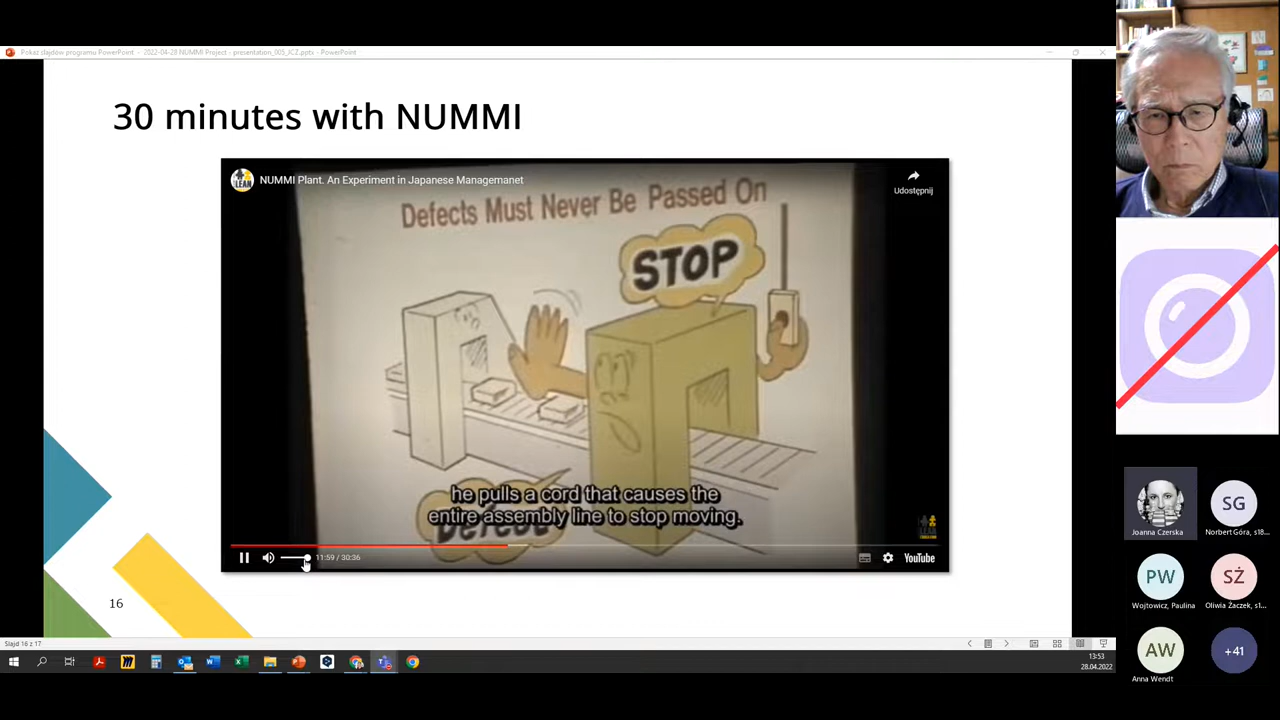 Pokaz slajdów programu PowerPoint - 2022-04-28 NUMMI Project - presentation_005_JCZ.pptx - PowerPoint
30 minutes with NUMMI
LEAN
NUMMI Plant. An Experiment in Japanese Managemanet
Udostępnij
Defects Must Never Be Passed On
STOP
he pulls a cord that causes the
entire assembly line to stop moving.
Defect
11:59 / 30:36
YouTube
16
Slajd 16 z 17
13:53
28.04.2022
Joanna Czerska
SG
Norbert Góra, s18...
PW
Wojtowicz, Paulina
SŻ
Oliwia Żaczek, s1...
AW
Anna Wendt
+41